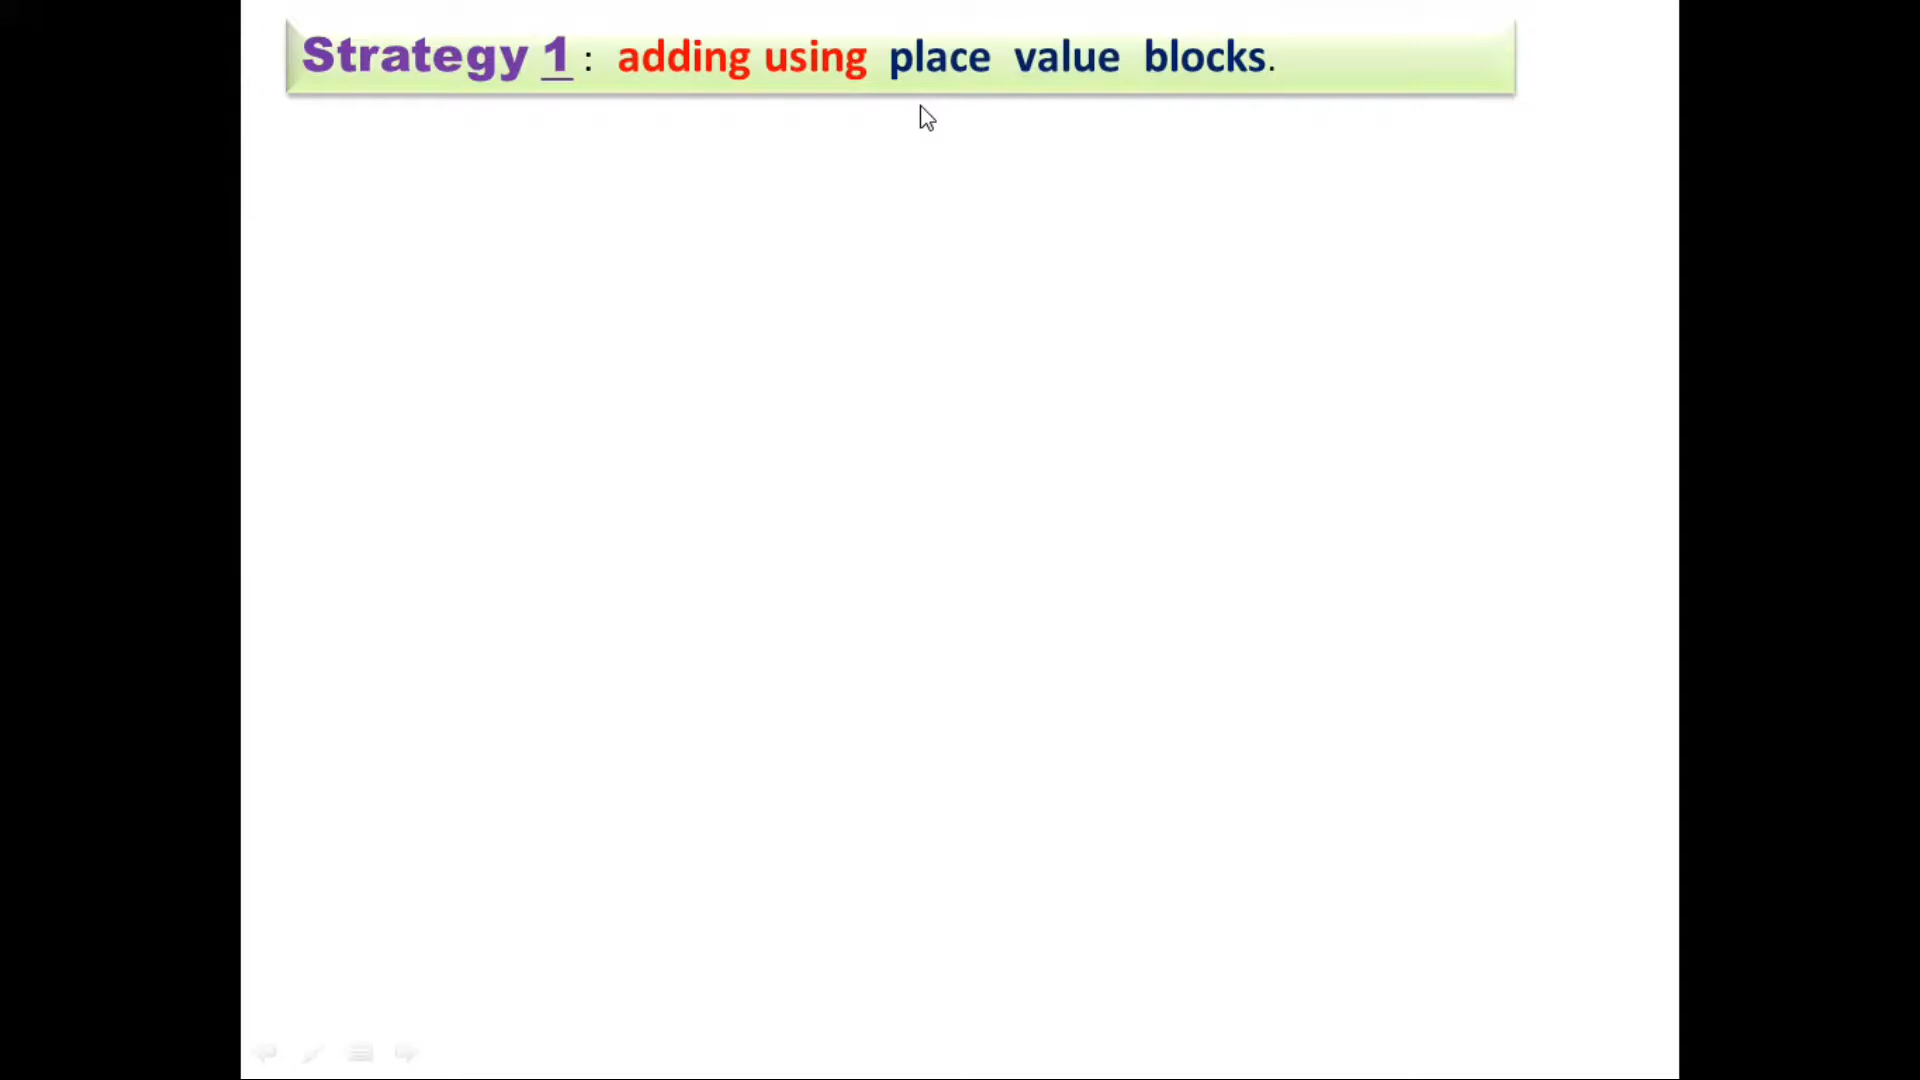 Strategy 1 : adding using place value blocks.